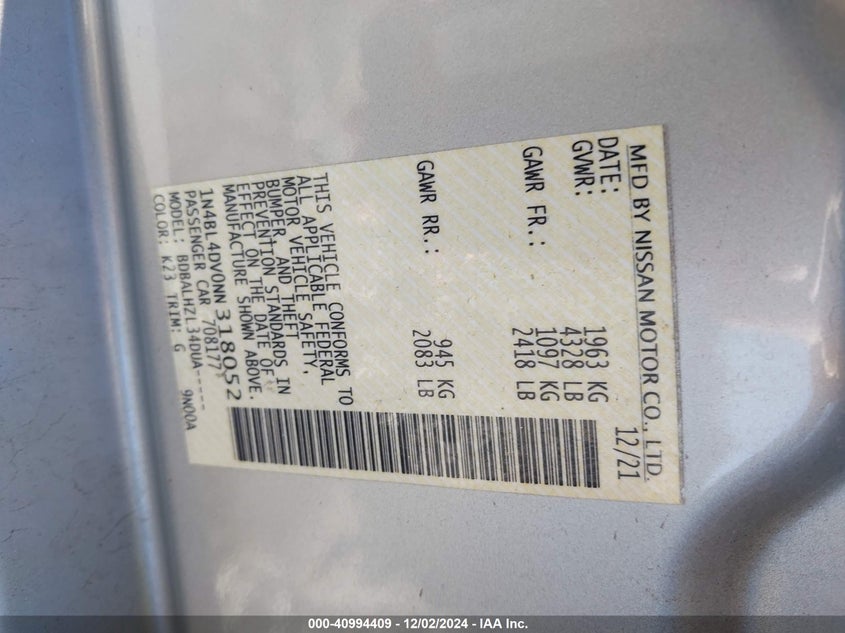 MFD BY NISSAN MOTOR CO., LTD.
DATE: 12/21
GVWR: 1963 KG
4328 LB
GAWR FR.: 1097 KG
2418 LB
GAWR RR.: 945 KG
2083 LB
THIS VEHICLE CONFORMS TO
ALL APPLICABLE FEDERAL
MOTOR VEHICLE SAFETY,
BUMPER, AND THEFT
PREVENTION STANDARDS IN
EFFECT ON THE DATE OF
MANUFACTURE SHOWN ABOVE.
1N4BL4DV0NN318052
PASSENGER CAR 708177
MODEL: BDBALHZL34DUA-----
COLOR: K23 TRIM: G 9N00A
000-40994409 - 12/02/2024 - IAA Inc.